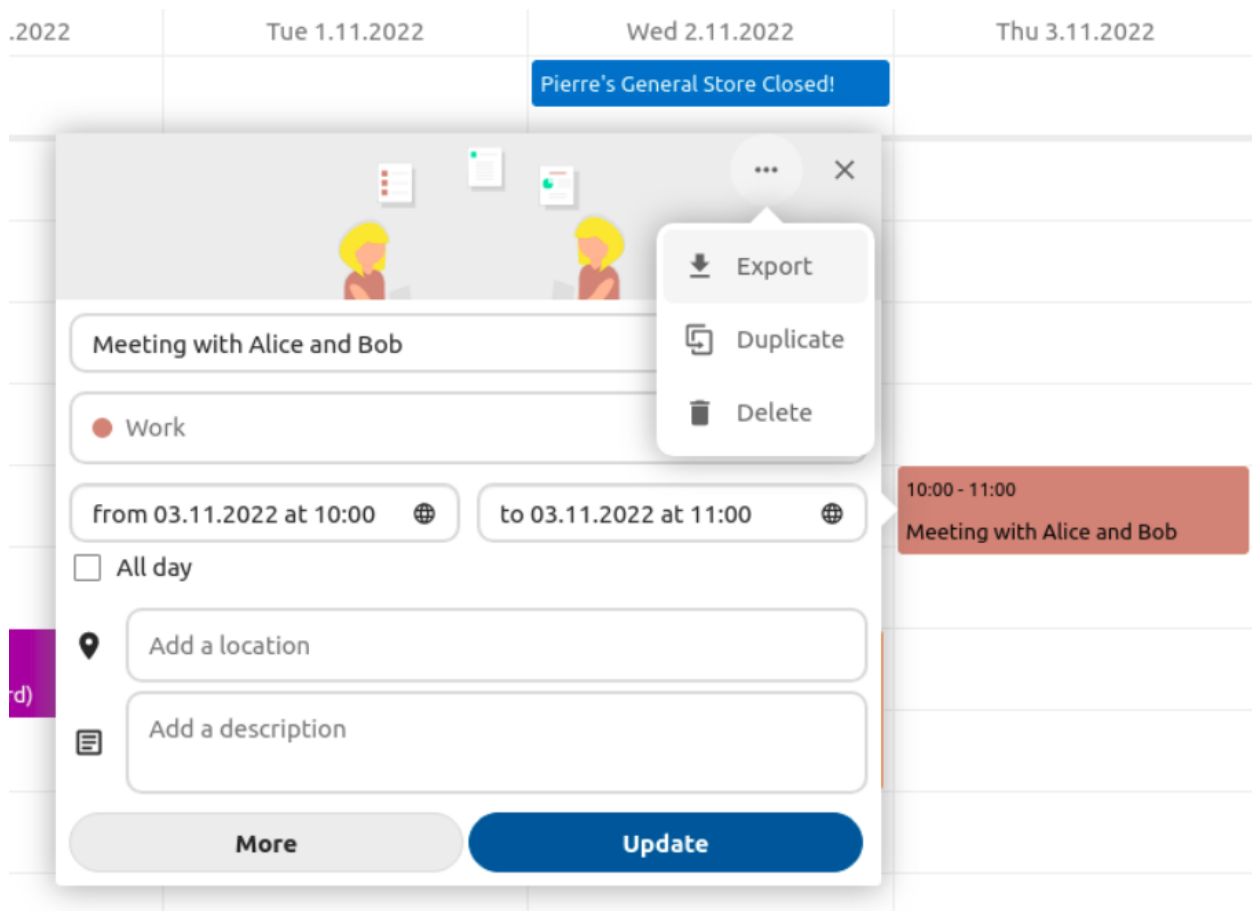 .2022
Tue 1.11.2022
Wed 2.11.2022
Thu 3.11.2022
Pierre's General Store Closed!
Export
Duplicate
Delete
Meeting with Alice and Bob
Work
from 03.11.2022 at 10:00
to 03.11.2022 at 11:00
All day
10:00 - 11:00
Meeting with Alice and Bob
Add a location
rd)
Add a description
More
Update